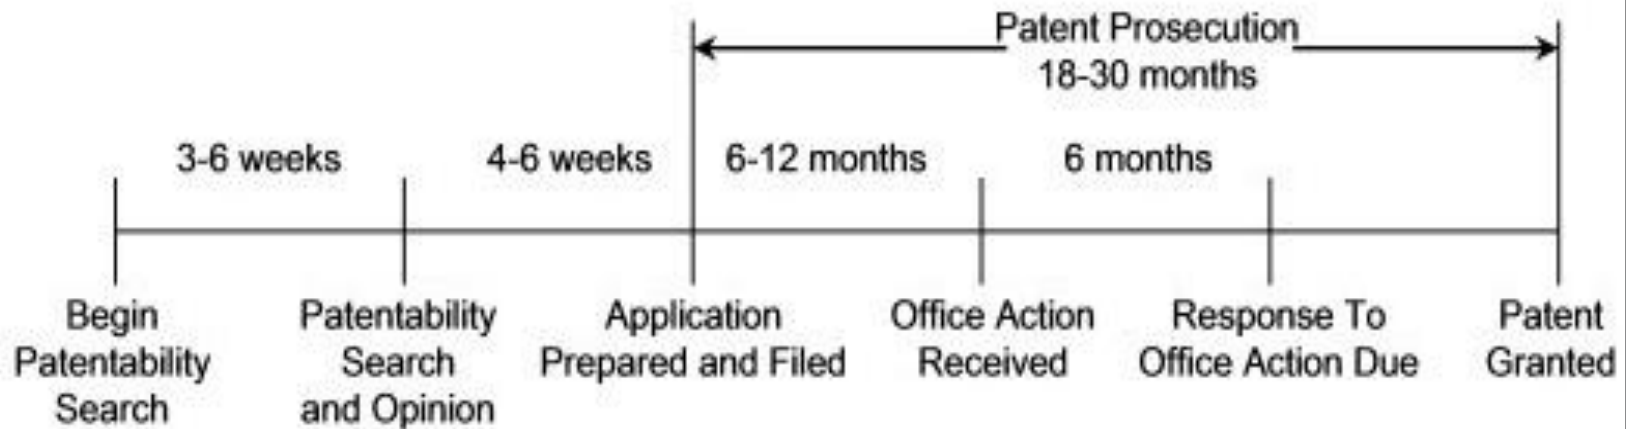 Patent Prosecution
18-30 months
3-6 weeks
4-6 weeks
6-12 months
6 months
Begin
Patentability
Search
Patentability
Search
and Opinion
Application
Prepared and Filed
Office Action
Received
Response To
Office Action Due
Patent
Granted